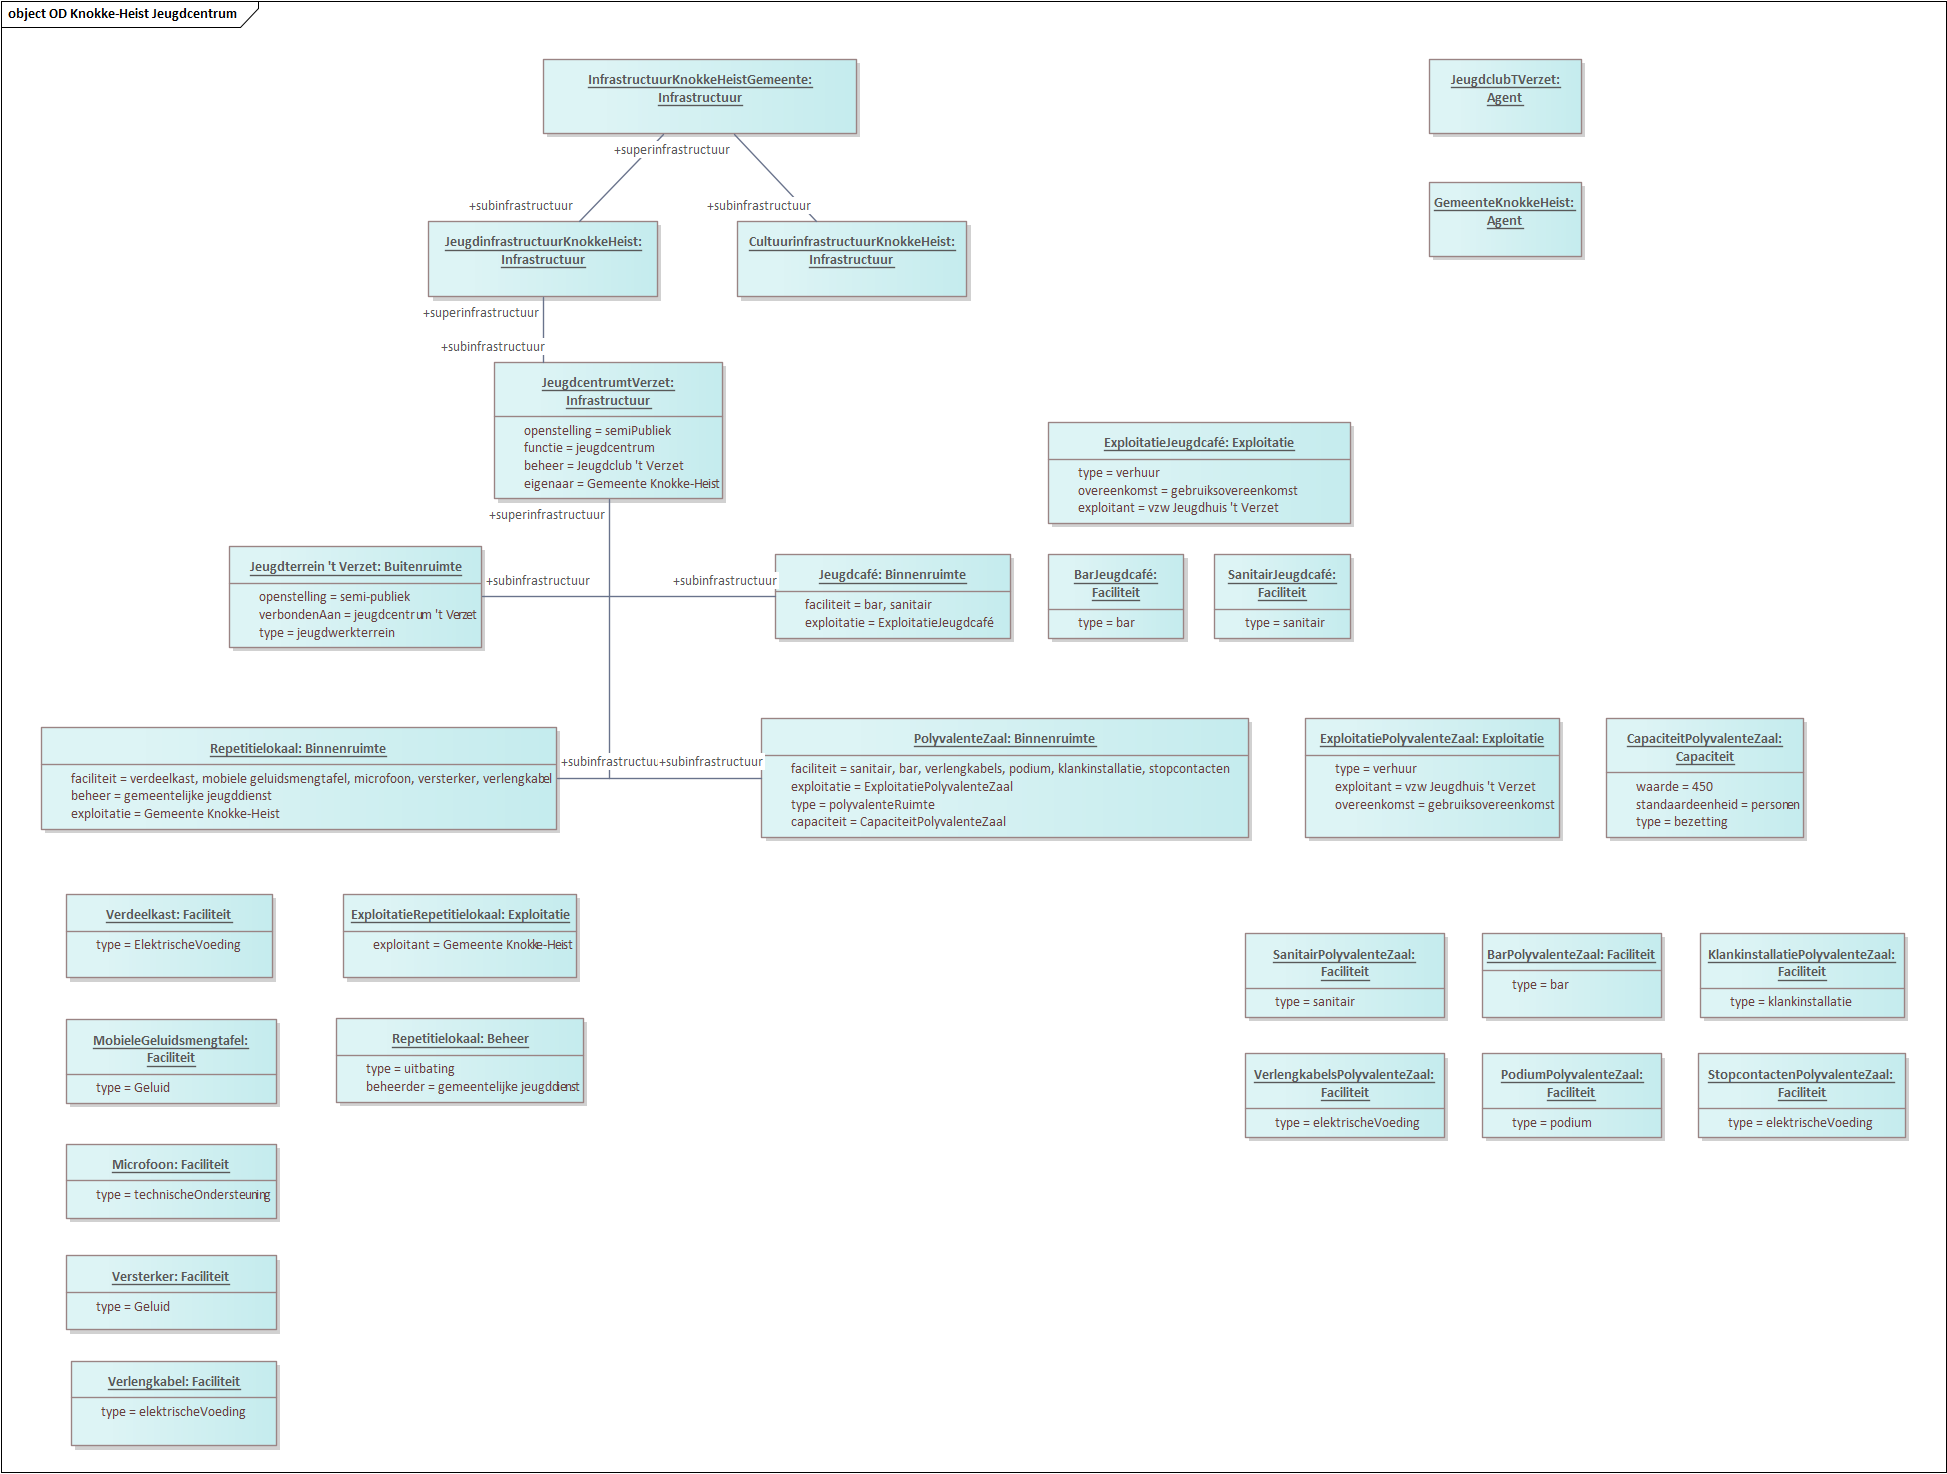 object OD Knokke-Heist Jeugdcentrum
InfrastructuurKnokkeHeistGemeente:
Infrastructuur
JeugdclubTVerzet:
Agent
+superinfrastructuur
GemeenteKnokkeHeist:
Agent
+subinfrastructuur
+subinfrastructuur
JeugdinfrastructuurKnokkeHeist:
Infrastructuur
CultuurinfrastructuurKnokkeHeist:
Infrastructuur
+superinfrastructuur
+subinfrastructuur
JeugdcentrumtVerzet:
Infrastructuur
openstelling = semiPubliek
functie = jeugdcentrum
beheer = Jeugdclub 't Verzet
eigenaar = Gemeente Knokke-Heist
+superinfrastructuur
ExploitatieJeugdcafé: Exploitatie
type = verhuur
overeenkomst = gebruiksovereenkomst
exploitant = vzw Jeugdhuis 't Verzet
Jeugdterrein 't Verzet: Buitenruimte
openstelling = semi-publiek
verbondenAan = jeugdcentrum 't Verzet
type = jeugdwerkterrein
+subinfrastructuur
+subinfrastructuur
Jeugdcafé: Binnenruimte
faciliteit = bar, sanitair
exploitatie = ExploitatieJeugdcafé
BarJeugdcafé:
Faciliteit
type = bar
SanitairJeugdcafé:
Faciliteit
type = sanitair
Repetitielokaal: Binnenruimte
faciliteit = verdeelkast, mobiele geluidsmengtafel, microfoon, versterker, verlengkabel
beheer = gemeentelijke jeugddienst
exploitatie = Gemeente Knokke-Heist
+subinfrastructuu
+subinfrastructuur
PolyvalenteZaal: Binnenruimte
faciliteit = sanitair, bar, verlengkabels, podium, klankinstallatie, stopcontacten
exploitatie = ExploitatiePolyvalenteZaal
type = polyvalenteRuimte
capaciteit = CapaciteitPolyvalenteZaal
ExploitatiePolyvalenteZaal: Exploitatie
type = verhuur
exploitant = vzw Jeugdhuis 't Verzet
overeenkomst = gebruiksovereenkomst
CapaciteitPolyvalenteZaal:
Capaciteit
waarde = 450
standaardeenheid = personen
type = bezetting
Verdeelkast: Faciliteit
type = ElektrischeVoeding
ExploitatieRepetitielokaal: Exploitatie
exploitant = Gemeente Knokke-Heist
SanitairPolyvalenteZaal:
Faciliteit
type = sanitair
BarPolyvalenteZaal: Faciliteit
type = bar
KlankinstallatiePolyvalenteZaal:
Faciliteit
type = klankinstallatie
MobieleGeluidsmengtafel:
Faciliteit
type = Geluid
Repetitielokaal: Beheer
type = uitbating
beheerder = gemeentelijke jeugddienst
VerlengkabelsPolyvalenteZaal:
Faciliteit
type = elektrischeVoeding
PodiumPolyvalenteZaal:
Faciliteit
type = podium
StopcontactenPolyvalenteZaal:
Faciliteit
type = elektrischeVoeding
Microfoon: Faciliteit
type = technischeOndersteuning
Versterker: Faciliteit
type = Geluid
Verlengkabel: Faciliteit
type = elektrischeVoeding